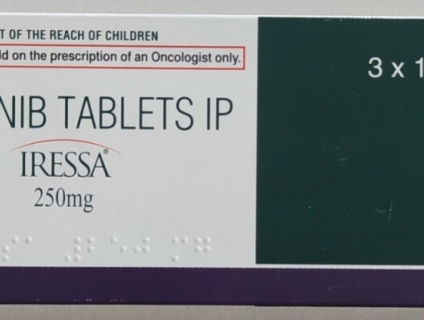 T OF THE REACH OF CHILDREN
ld on the prescription of an Oncologist only.
3 x 1
NIB TABLETS IP
IRESSA®
250mg